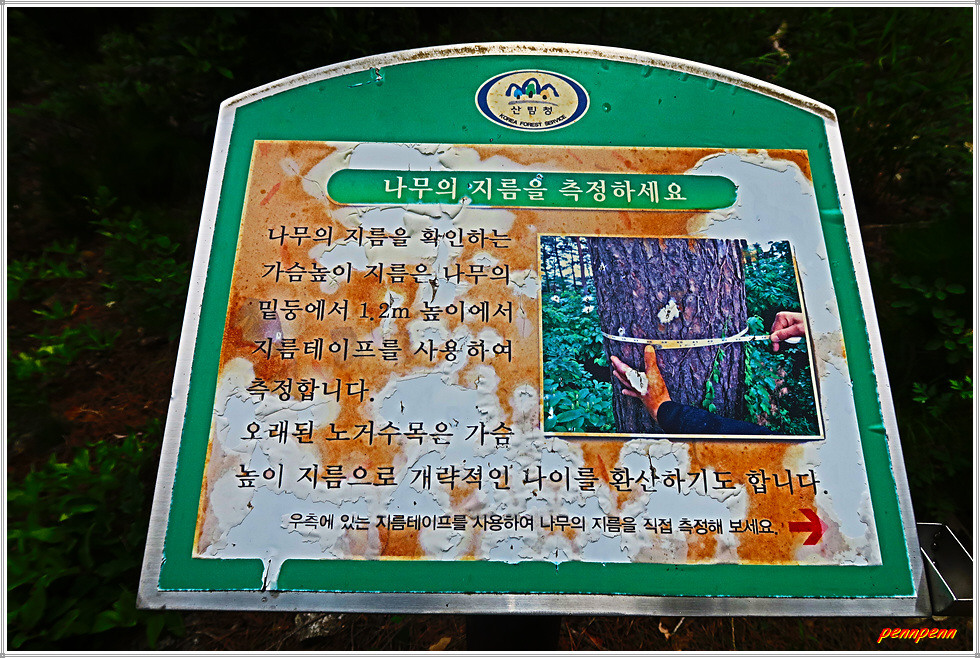 산림청
KOREA FOREST SERVICE
나무의 지름을 측정하세요
나무의 지름을 확인하는
가슴높이 지름은 나무의
밑둥에서 1.2m 높이에서
지름테이프를 사용하여
측정합니다.
오래된 노거수목은 가슴
높이 지름으로 개략적인 나이를 환산하기도 합니다.
우측에 있는 지름테이프를 사용하여 나무의 지름을 직접 측정해 보세요.
pennpenn